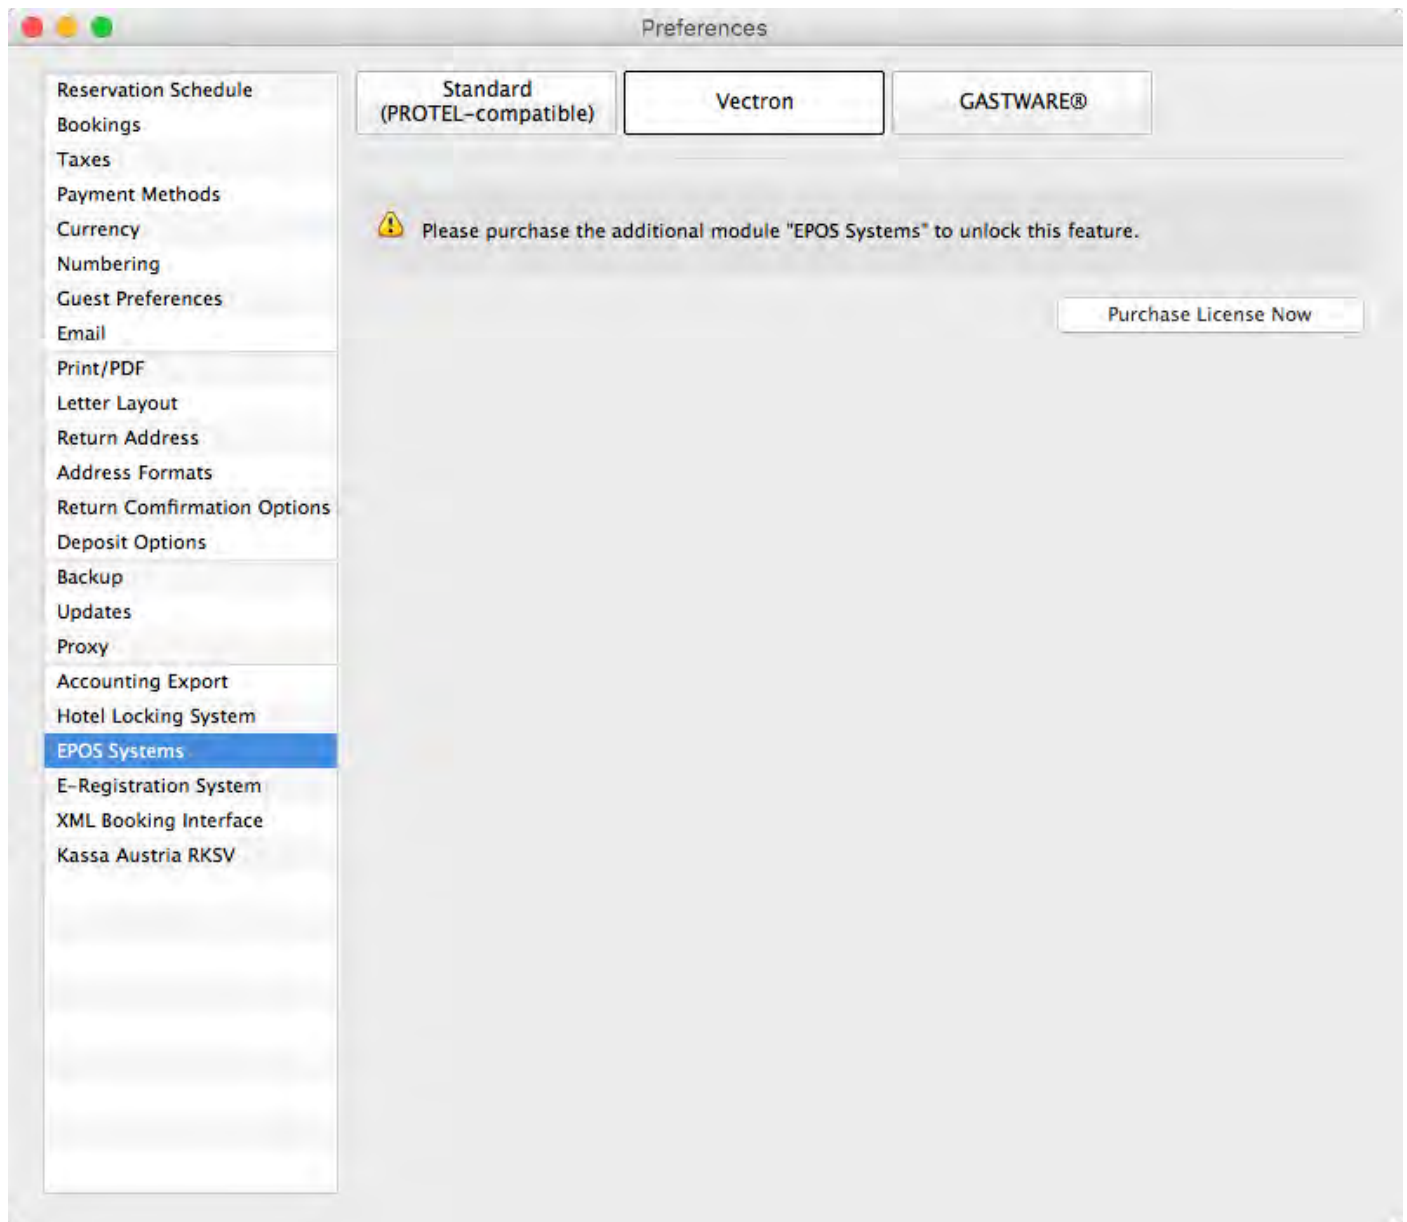 Preferences
Reservation Schedule
Bookings
Taxes
Payment Methods
Currency
Numbering
Guest Preferences
Email
Print/PDF
Letter Layout
Return Address
Address Formats
Return Comfirmation Options
Deposit Options
Backup
Updates
Proxy
Accounting Export
Hotel Locking System
EPOS Systems
E-Registration System
XML Booking Interface
Kassa Austria RKSV
Standard
(PROTEL-compatible)
Vectron
GASTWARE®
Please purchase the additional module "EPOS Systems" to unlock this feature.
Purchase License Now